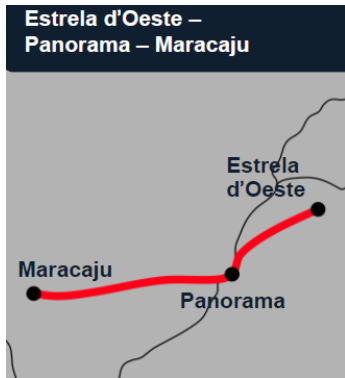 Estrela d'Oeste –
Panorama – Maracaju
Estrela
d'Oeste
Maracaju
Panorama